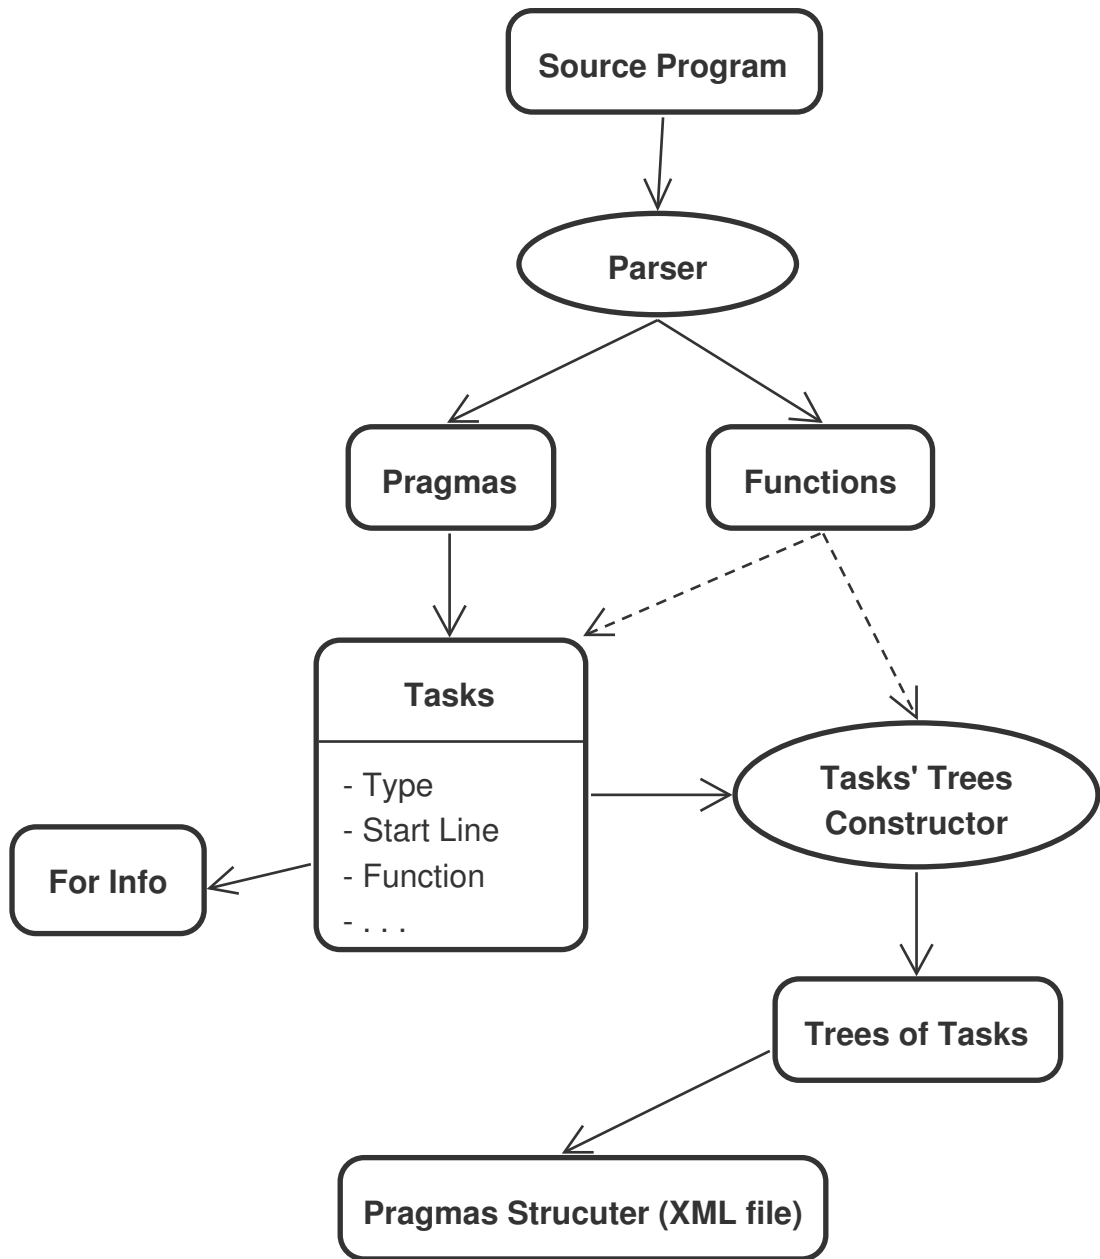 Source Program
Parser
Pragmas
Functions
Tasks
- Type
- Start Line
- Function
- . . .
Tasks' Trees
Constructor
For Info
Trees of Tasks
Pragmas Strucuter (XML file)